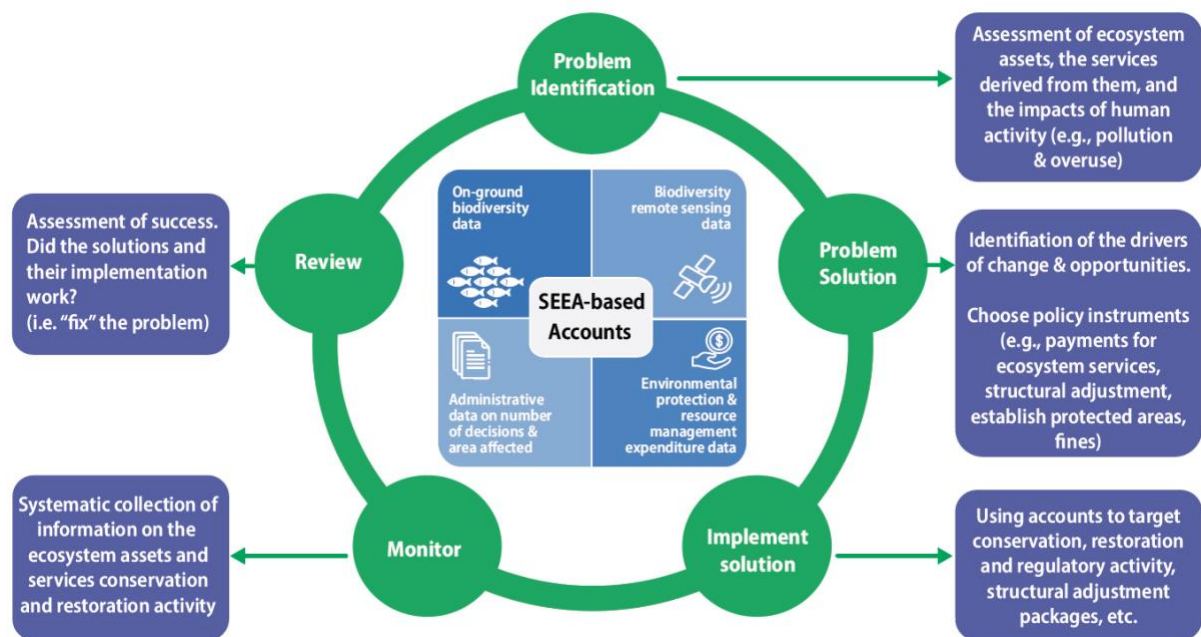 Problem
Identification
Assessment of ecosystem
assets, the services
derived from them, and
the impacts of human
activity (e.g., pollution
& overuse)
Problem
Solution
Identifiation of the drivers
of change & opportunities.
Choose policy instruments
(e.g., payments for
ecosystem services,
structural adjustment,
establish protected areas,
fines)
Implement
solution
Using accounts to target
conservation, restoration
and regulatory activity,
structural adjustment
packages, etc.
Monitor
Systematic collection of
information on the
ecosystem assets and
services conservation
and restoration activity
Review
Assessment of success.
Did the solutions and
their implementation
work?
(i.e. “fix” the problem)
On-ground
biodiversity
data
Biodiversity
remote sensing
data
SEEA-based
Accounts
Administrative
data on number
of decisions &
area affected
$
Environmental
protection &
resource
management
expenditure data